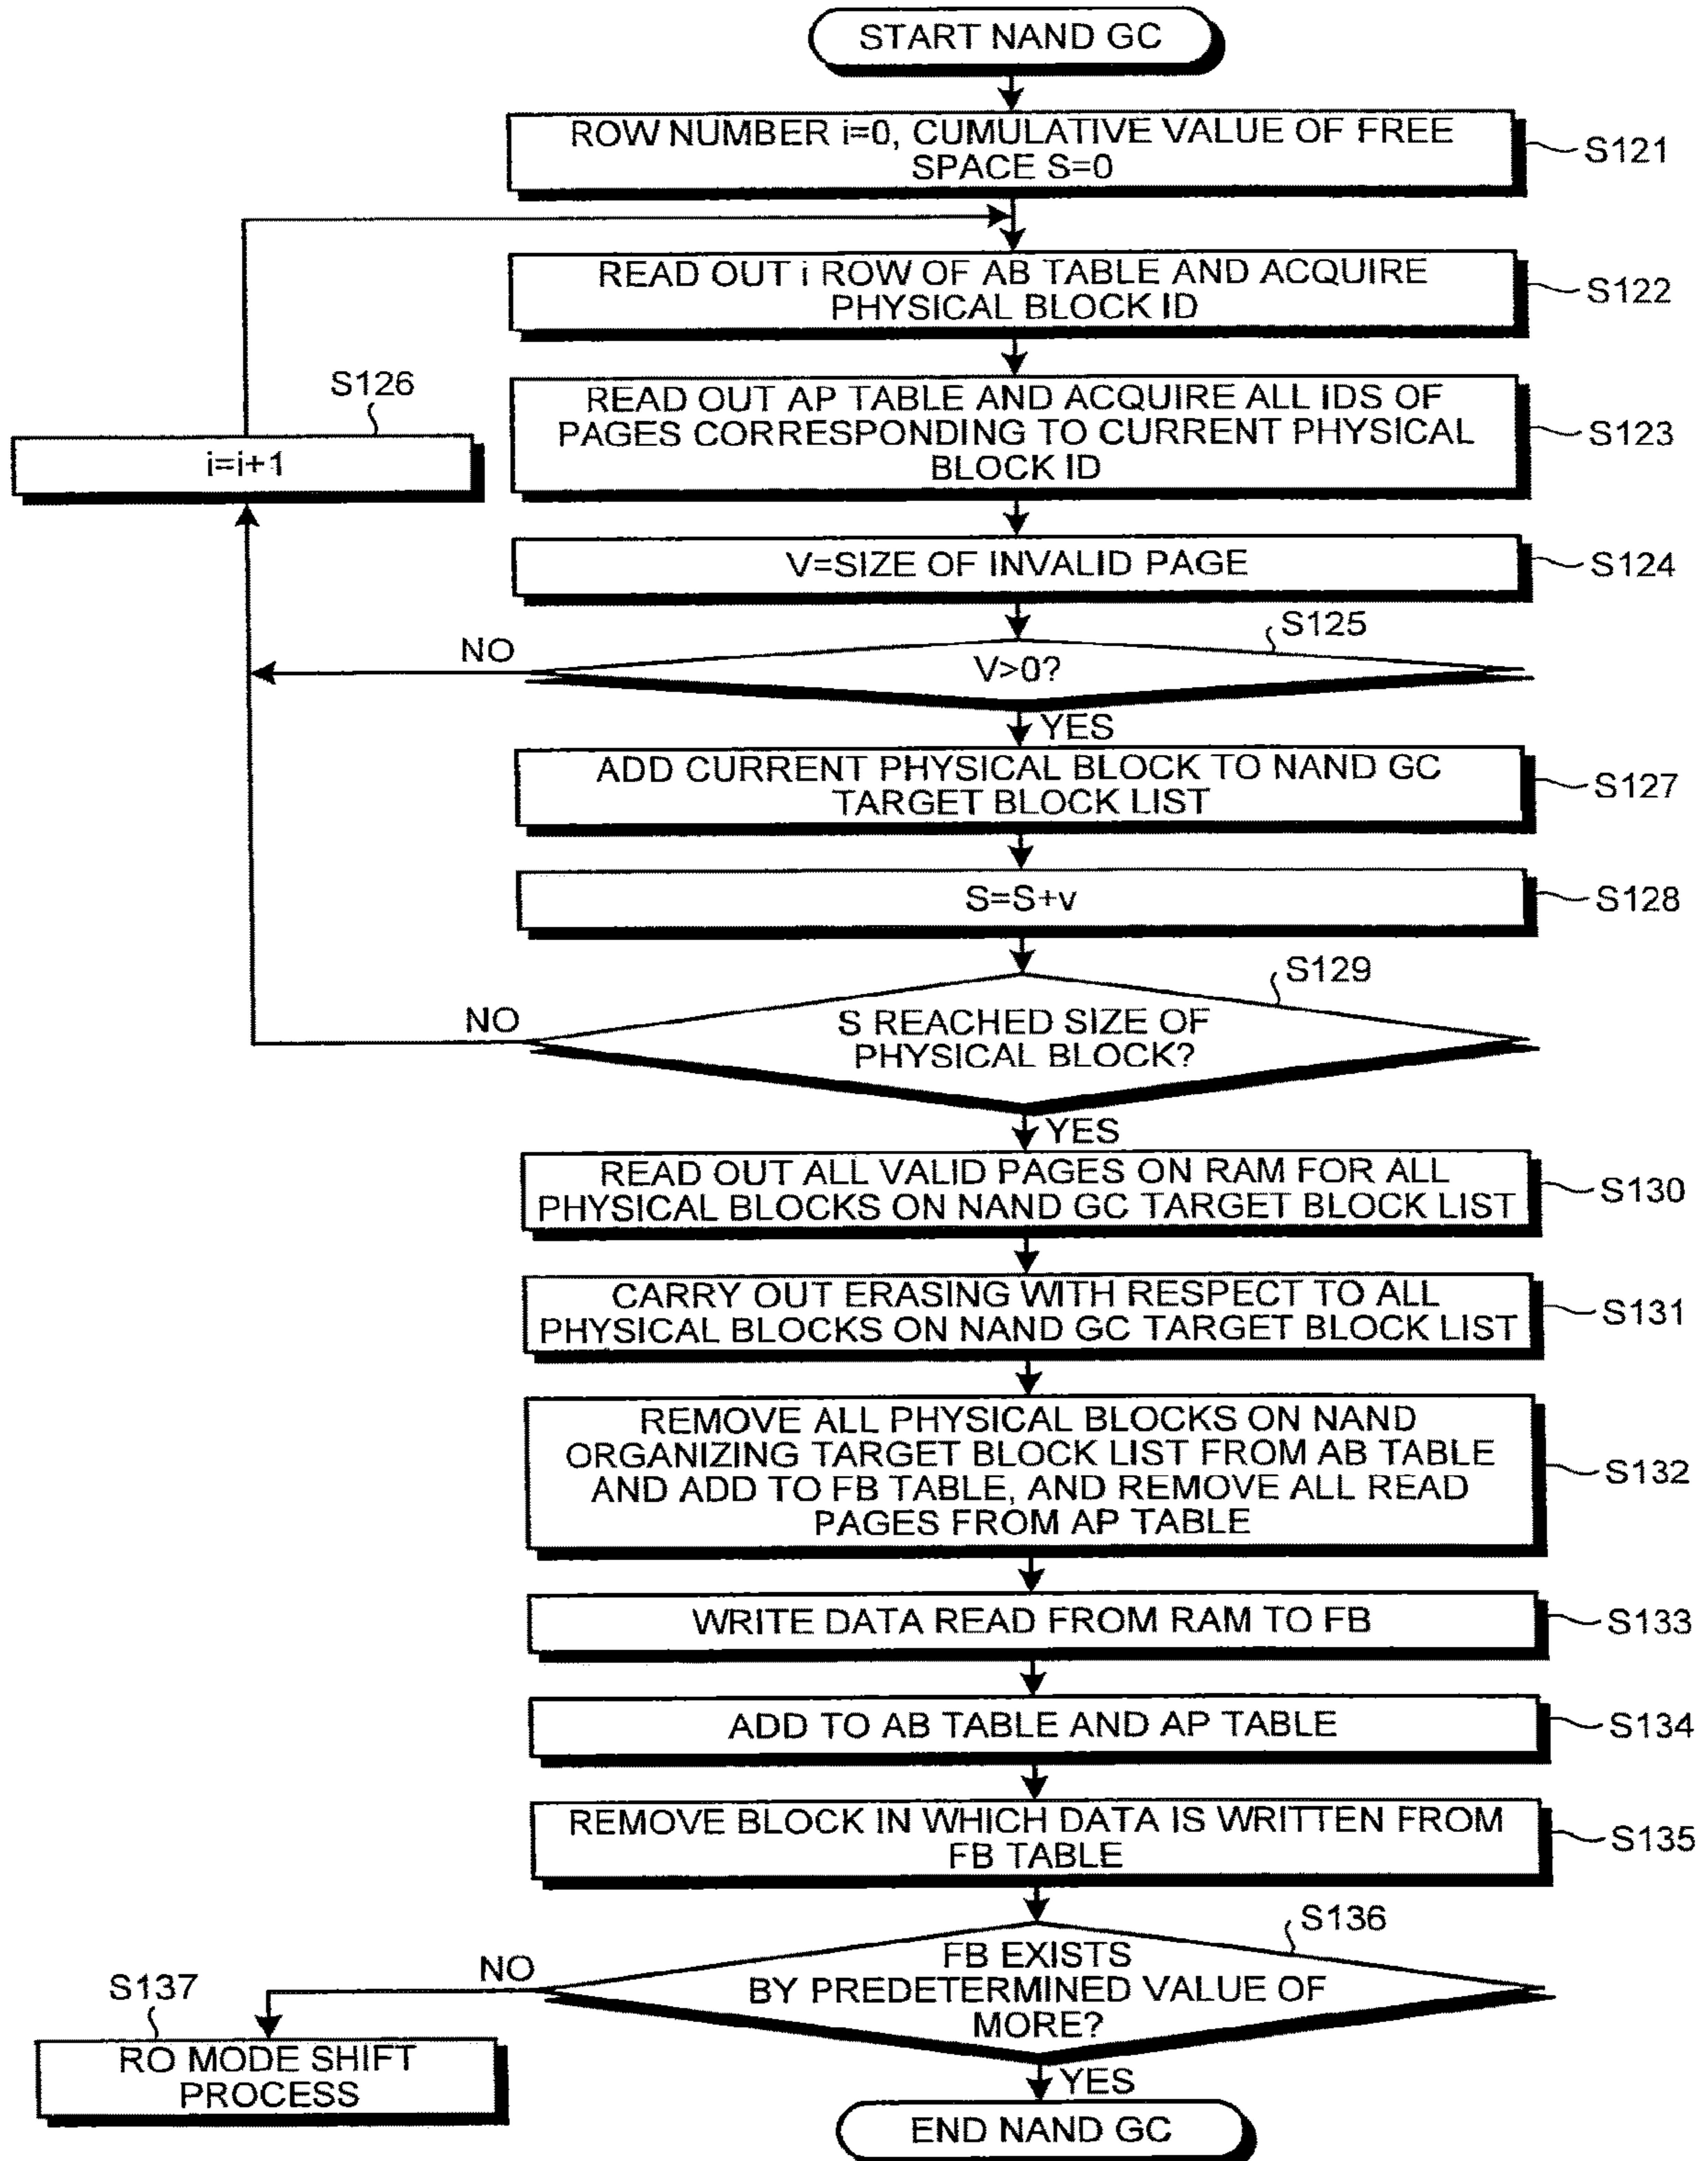 START NAND GC
ROW NUMBER i=0, CUMULATIVE VALUE OF FREE
SPACE S=0
S121
READ OUT i ROW OF AB TABLE AND ACQUIRE
PHYSICAL BLOCK ID
S122
S126
i=i+1
READ OUT AP TABLE AND ACQUIRE ALL IDS OF
PAGES CORRESPONDING TO CURRENT PHYSICAL
BLOCK ID
S123
V=SIZE OF INVALID PAGE
S124
S125
NO
V>0?
YES
ADD CURRENT PHYSICAL BLOCK TO NAND GC
TARGET BLOCK LIST
S127
S=S+v
S128
S129
NO
S REACHED SIZE OF
PHYSICAL BLOCK?
YES
READ OUT ALL VALID PAGES ON RAM FOR ALL
PHYSICAL BLOCKS ON NAND GC TARGET BLOCK LIST
S130
CARRY OUT ERASING WITH RESPECT TO ALL
PHYSICAL BLOCKS ON NAND GC TARGET BLOCK LIST
S131
REMOVE ALL PHYSICAL BLOCKS ON NAND
ORGANIZING TARGET BLOCK LIST FROM AB TABLE
AND ADD TO FB TABLE, AND REMOVE ALL READ
PAGES FROM AP TABLE
S132
WRITE DATA READ FROM RAM TO FB
S133
ADD TO AB TABLE AND AP TABLE
S134
REMOVE BLOCK IN WHICH DATA IS WRITTEN FROM
FB TABLE
S135
S136
NO
FB EXISTS
BY PREDETERMINED VALUE OF
MORE?
S137
RO MODE SHIFT
PROCESS
YES
END NAND GC